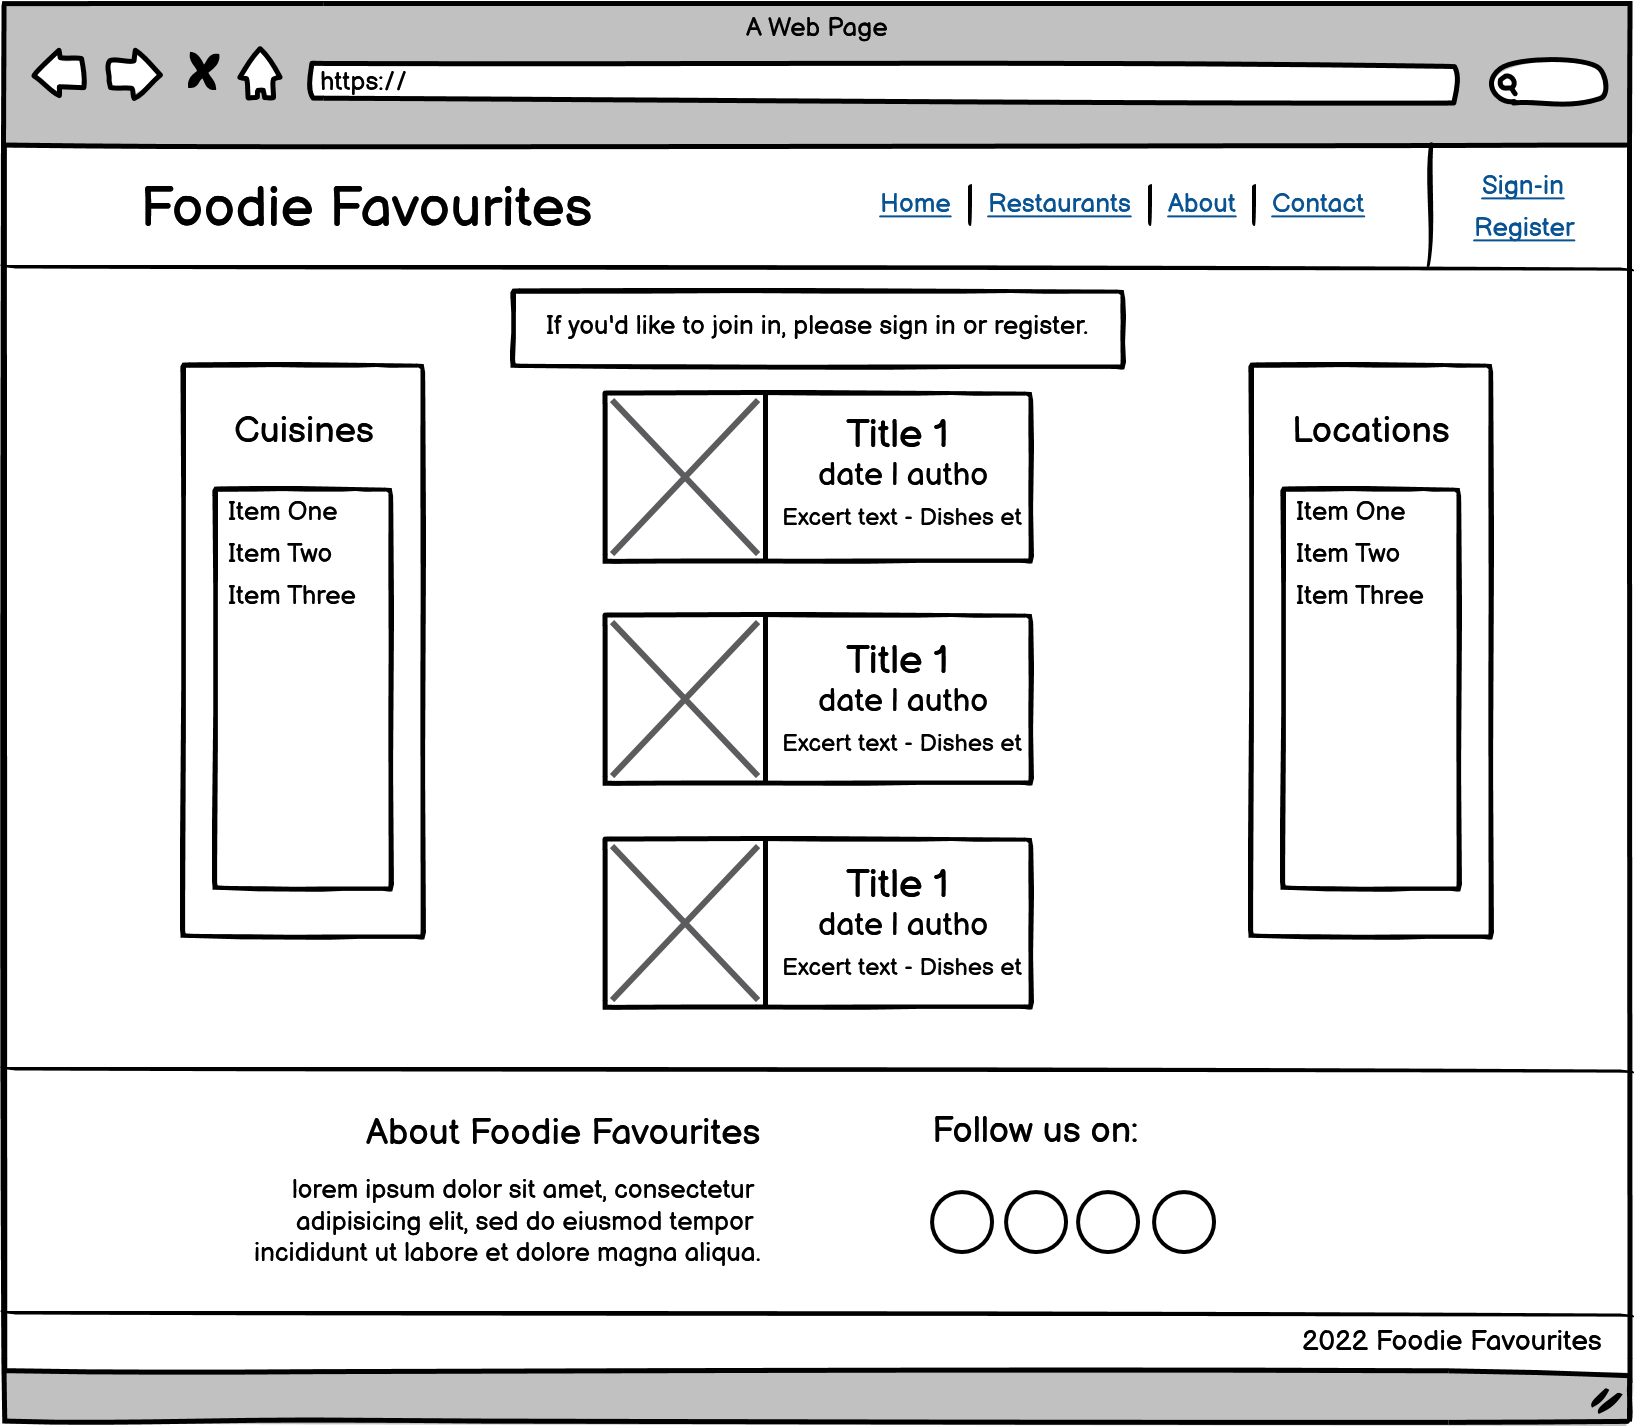 A Web Page
https://
Foodie Favourites
Home | Restaurants | About | Contact
Sign-in
Register
If you'd like to join in, please sign in or register.
Cuisines
Item One
Item Two
Item Three
Title 1
date | autho
Excert text - Dishes et
Title 1
date | autho
Excert text - Dishes et
Title 1
date | autho
Excert text - Dishes et
Locations
Item One
Item Two
Item Three
About Foodie Favourites
lorem ipsum dolor sit amet, consectetur
adipisicing elit, sed do eiusmod tempor
incididunt ut labore et dolore magna aliqua.
Follow us on:
2022 Foodie Favourites